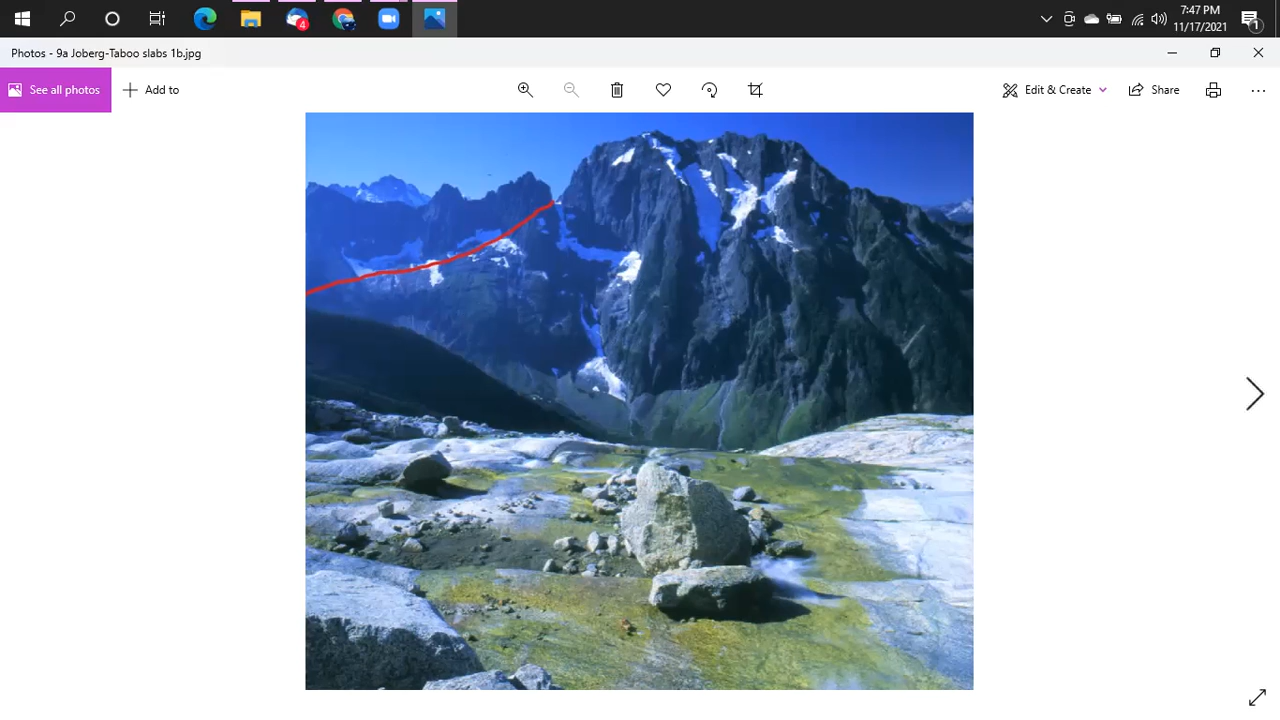 4
7:47 PM
11/17/2021
1
Photos - 9a Joberg-Taboo slabs 1b.jpg
See all photos
Add to
Edit & Create
Share